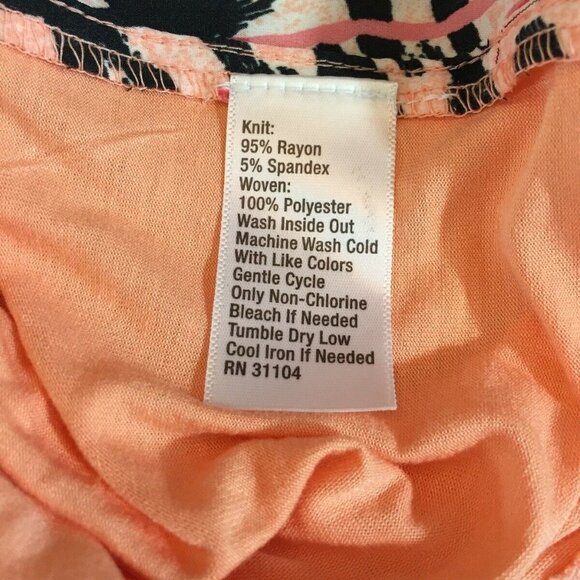 Knit:
95% Rayon
5% Spandex
Woven:
100% Polyester
Wash Inside Out
Machine Wash Cold
With Like Colors
Gentle Cycle
Only Non-Chlorine
Bleach If Needed
Tumble Dry Low
Cool Iron If Needed
RN 31104